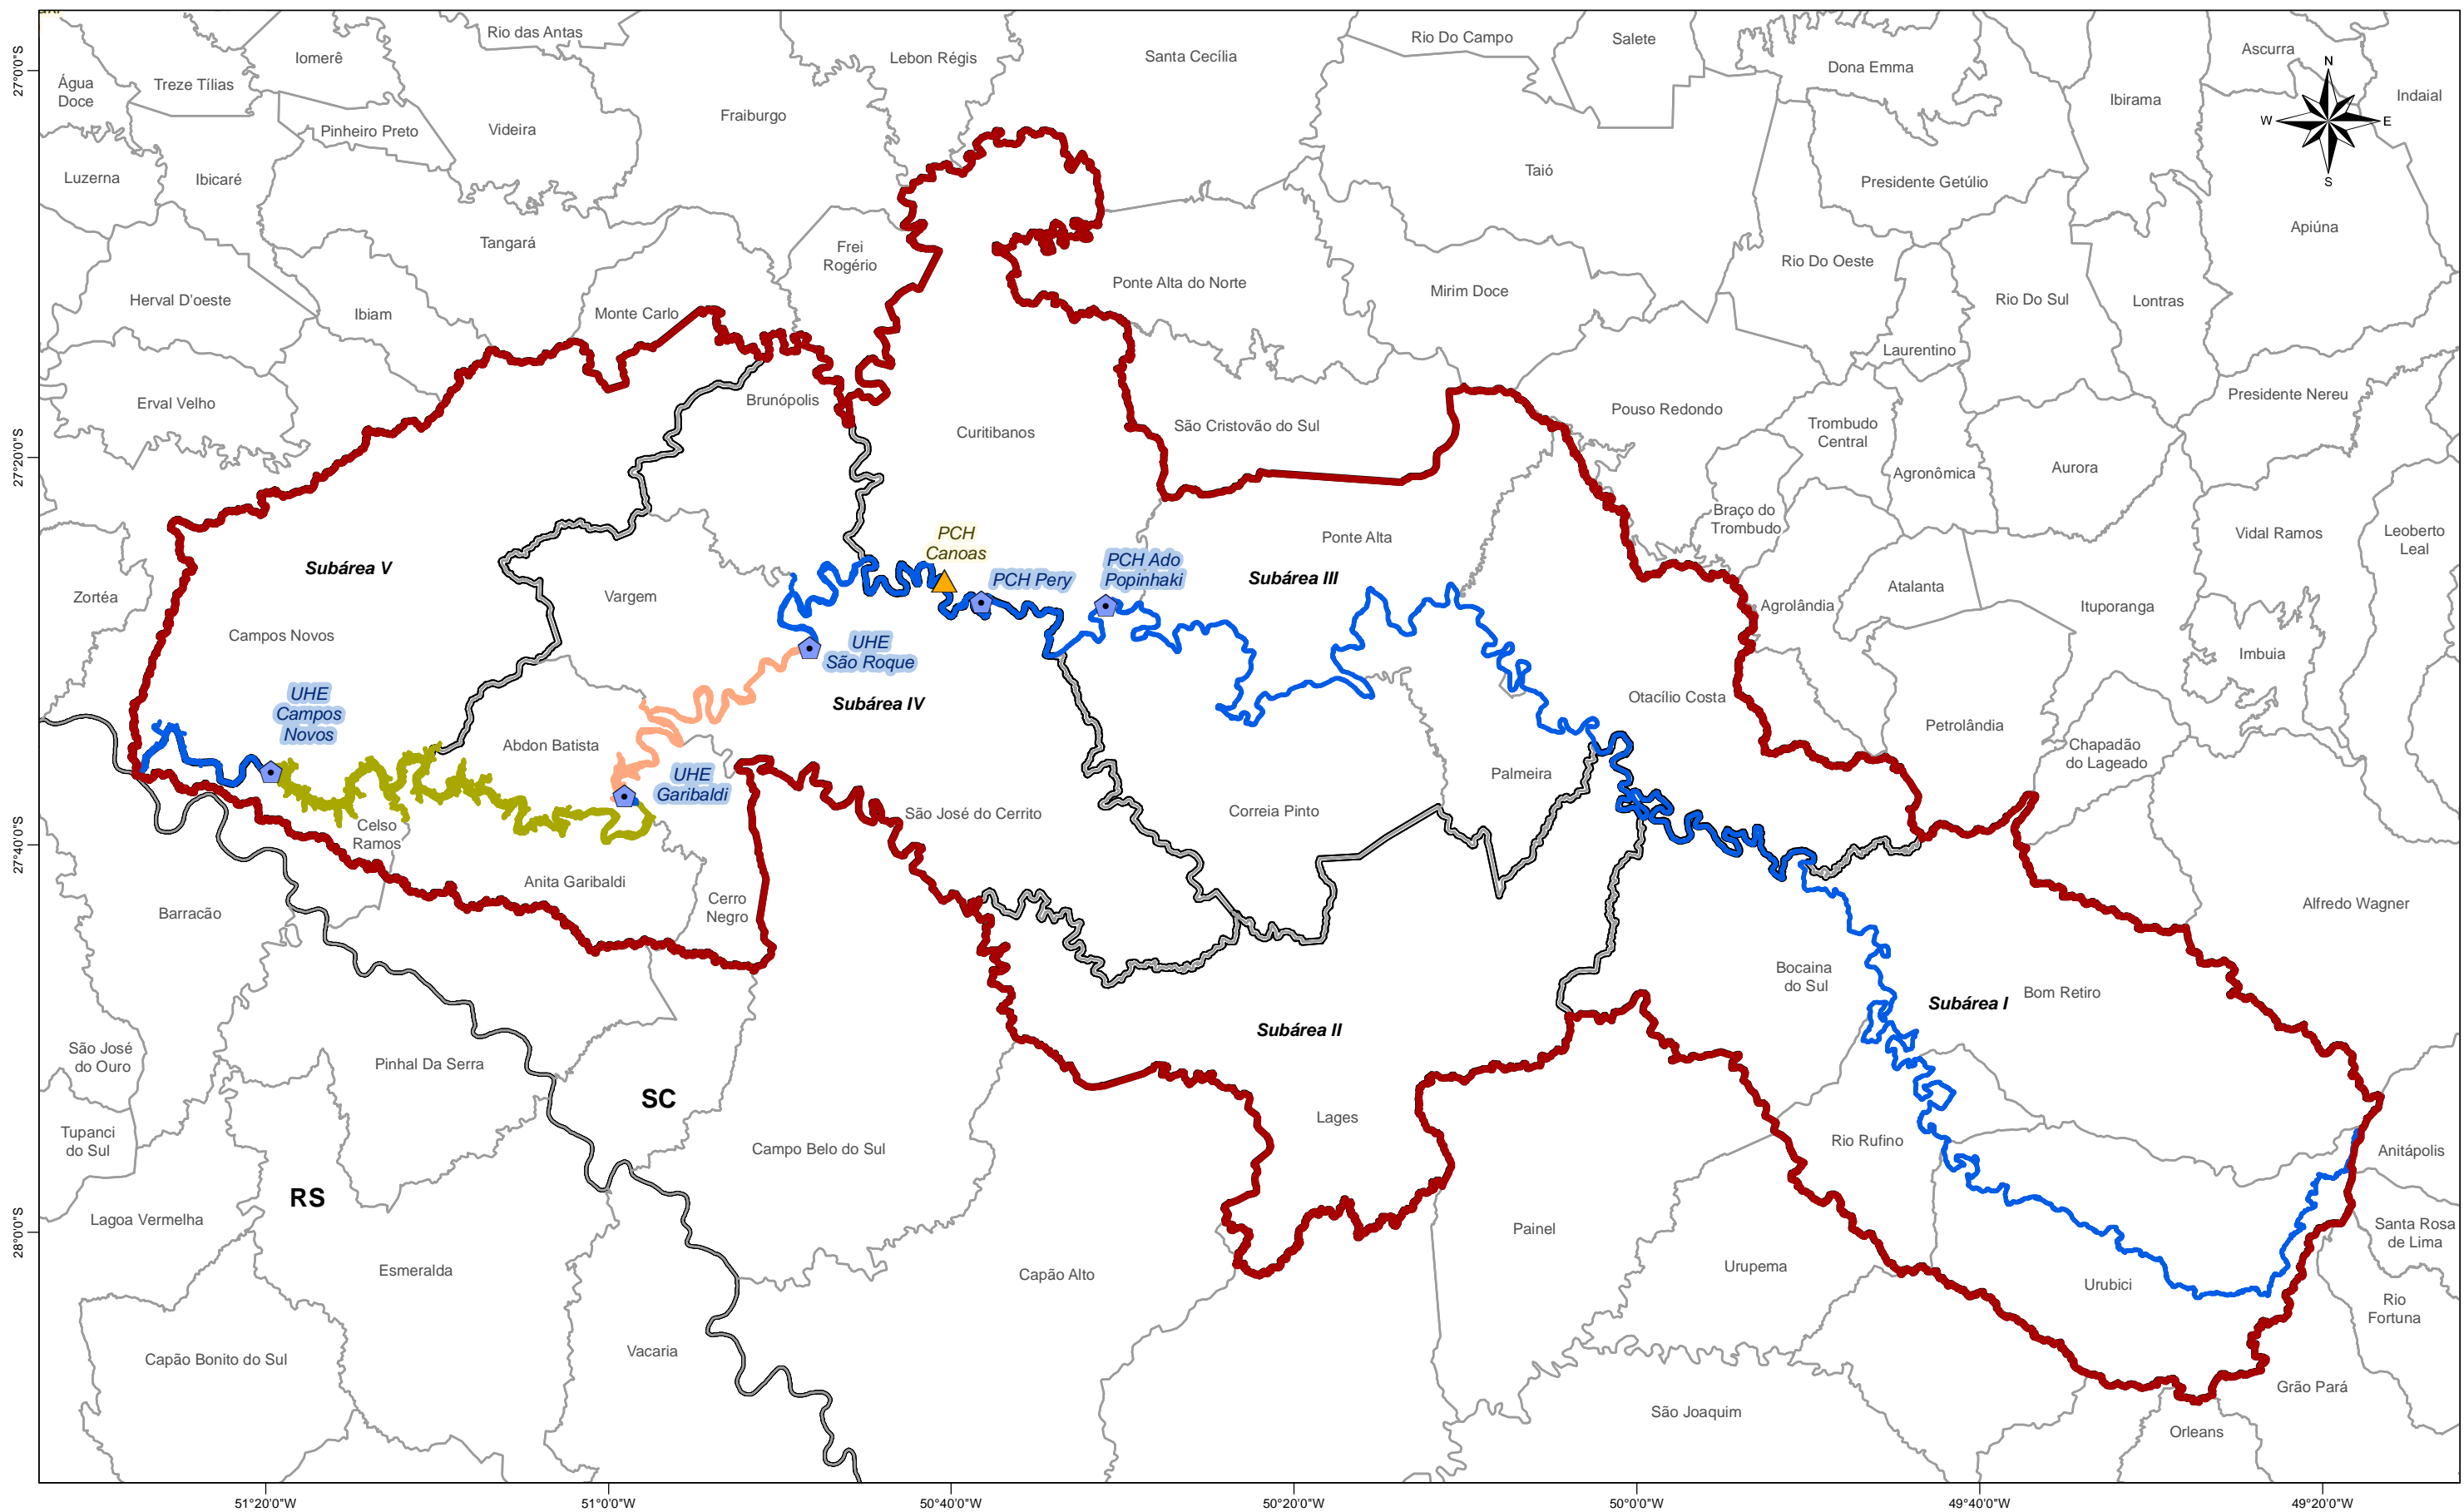 Rio das Antas
Iomerê
Lebon Régis
Santa Cecília
Rio Do Campo
Salete
Ascurra
Dona Emma
N
W
E
S
Indaial
Água
Doce
Treze Tílias
Ibirama
27°0'0"S
Pinheiro Preto
Videira
Fraiburgo
Luzerna
Ibicaré
Taió
Presidente Getúlio
Apiúna
Tangará
Frei
Rogério
Ponte Alta do Norte
Mirim Doce
Rio Do Oeste
Rio Do Sul
Lontras
Herval D'oeste
Ibiam
Monte Carlo
Laurentino
Erval Velho
Brunópolis
Curitibanos
São Cristovão do Sul
Pouso Redondo
Presidente Nereu
Trombudo
Central
27°20'0"S
Agronômica
Aurora
Braço do
Trombudo
Vidal Ramos
Leoberto
Leal
PCH
Canoas
Ponte Alta
Subárea V
PCH Pery
PCH Ado
Popinhaki
Subárea III
Zortéa
Vargem
Agrolândia
Atalanta
Ituporanga
Campos Novos
UHE
São Roque
Imbuia
UHE
Campos
Novos
Subárea IV
Otacílio Costa
Petrolândia
Abdon Batista
Chapadão
do Lageado
UHE
Garibaldi
Palmeira
São José do Cerrito
Correia Pinto
Celso
Ramos
27°40'0"S
Anita Garibaldi
Cerro
Negro
Barracão
Alfredo Wagner
Bocaina
do Sul
Subárea I
Bom Retiro
Subárea II
São José
do Ouro
Pinhal Da Serra
SC
Lages
Tupanci
do Sul
Campo Belo do Sul
Rio Rufino
Anitápolis
RS
Lagoa Vermelha
Painel
Santa Rosa
de Lima
28°0'0"S
Esmeralda
Capão Alto
Urupema
Urubici
Rio
Fortuna
Capão Bonito do Sul
Vacaria
Grão Pará
São Joaquim
Orleans
51°20'0"W
51°0'0"W
50°40'0"W
50°20'0"W
50°0'0"W
49°40'0"W
49°20'0"W